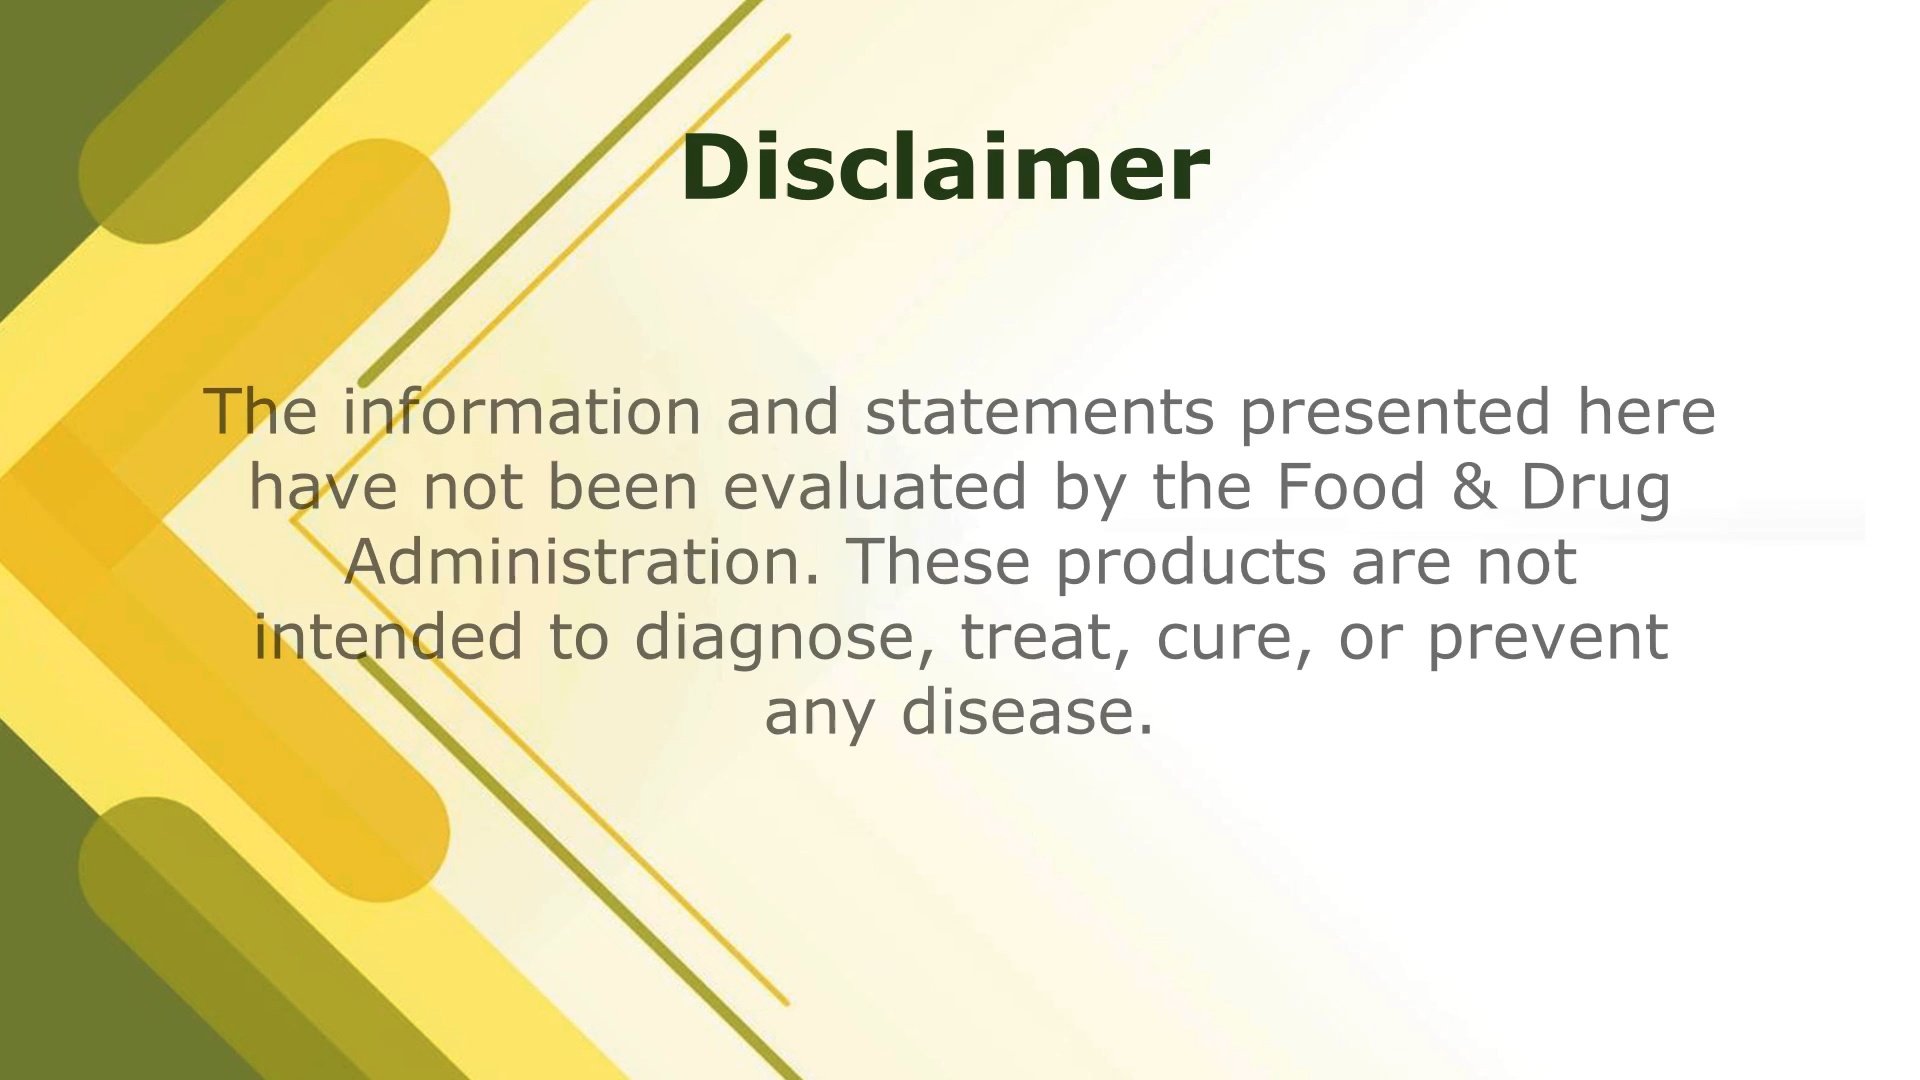 Disclaimer
The information and statements presented here
have not been evaluated by the Food & Drug
Administration. These products are not
intended to diagnose, treat, cure, or prevent
any disease.